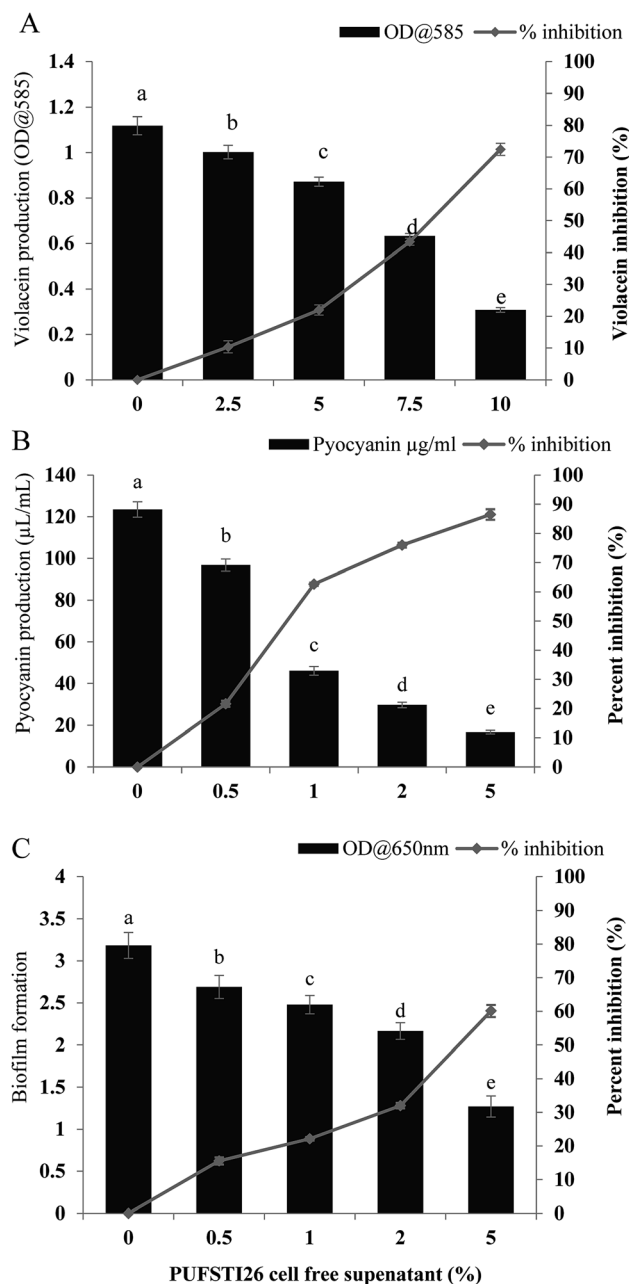 A
OD@585 % inhibition
1.4 100
1.2 90
1 80
0.8 70
0.6 60
0.4 50
0.2 40
0 30
20
10
0
Violacein production (OD@585)
Violacein inhibition (%)
a b c d e
0 2.5 5 7.5 10
B
Pyocyanin µg/ml % inhibition
140 100
120 90
100 80
80 70
60 60
40 50
20 40
0 30
20
10
0
Pyocyanin production (µL/mL)
Percent inhibition (%)
a b c d e
0 0.5 1 2 5
C
OD@650nm % inhibition
4 100
3.5 90
3 80
2.5 70
2 60
1.5 50
1 40
0.5 30
0 20
10
0
Biofilm formation
Percent inhibition (%)
a b c d e
0 0.5 1 2 5
PUFSTI26 cell free supenatant (%)